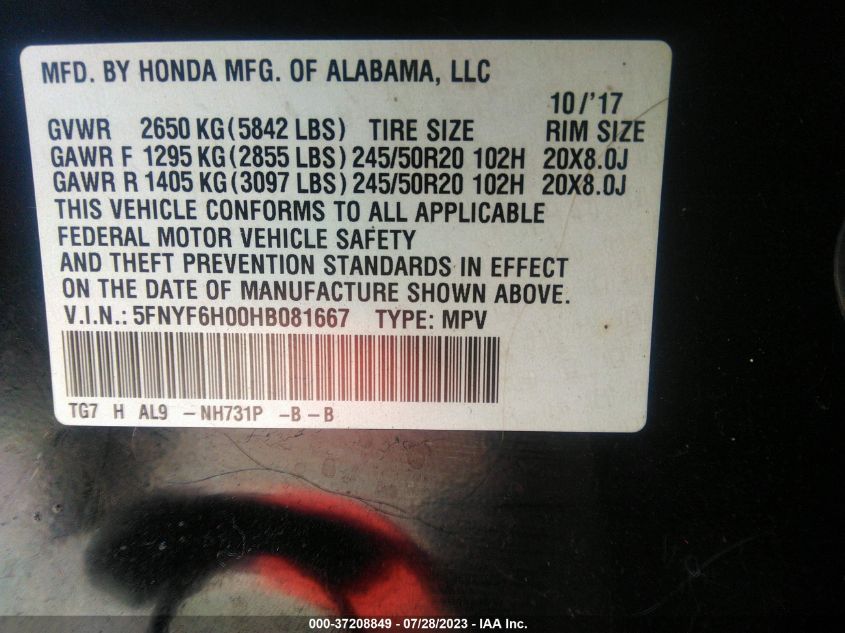 MFD. BY HONDA MFG. OF ALABAMA, LLC
10/'17
GVWR 2650 KG(5842 LBS) TIRE SIZE RIM SIZE
GAWR F 1295 KG(2855 LBS) 245/50R20 102H 20X8.0J
GAWR R 1405 KG(3097 LBS) 245/50R20 102H 20X8.0J
THIS VEHICLE CONFORMS TO ALL APPLICABLE
FEDERAL MOTOR VEHICLE SAFETY
AND THEFT PREVENTION STANDARDS IN EFFECT
ON THE DATE OF MANUFACTURE SHOWN ABOVE.
V.I.N.: 5FNYF6H00HB081667 TYPE: MPV
TG7 H AL9 -NH731P -B-B
000-37208849 - 07/28/2023 - IAA Inc.